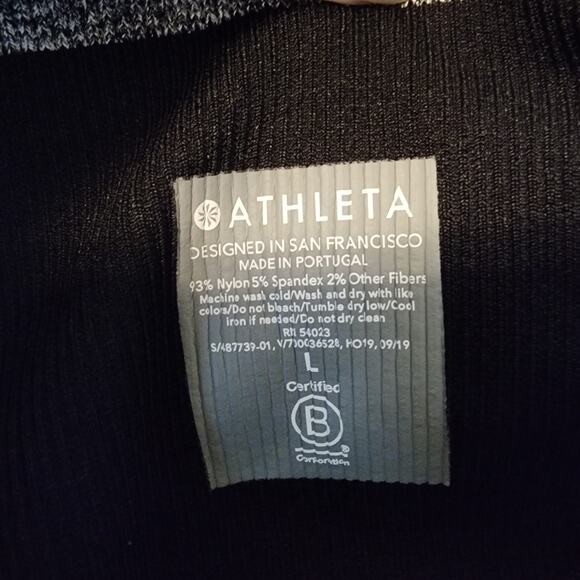 ATHLETA
DESIGNED IN SAN FRANCISCO
MADE IN PORTUGAL
93% Nylon 5% Spandex 2% Other Fibers
Machine wash cold/Wash and dry with like
colors/Do not bleach/Tumble dry low/Cool
iron if needed/Do not dry clean
RN 54023
S/487739-01, V/700036528, HO19, 09/19
L
Certified
B
Corporation